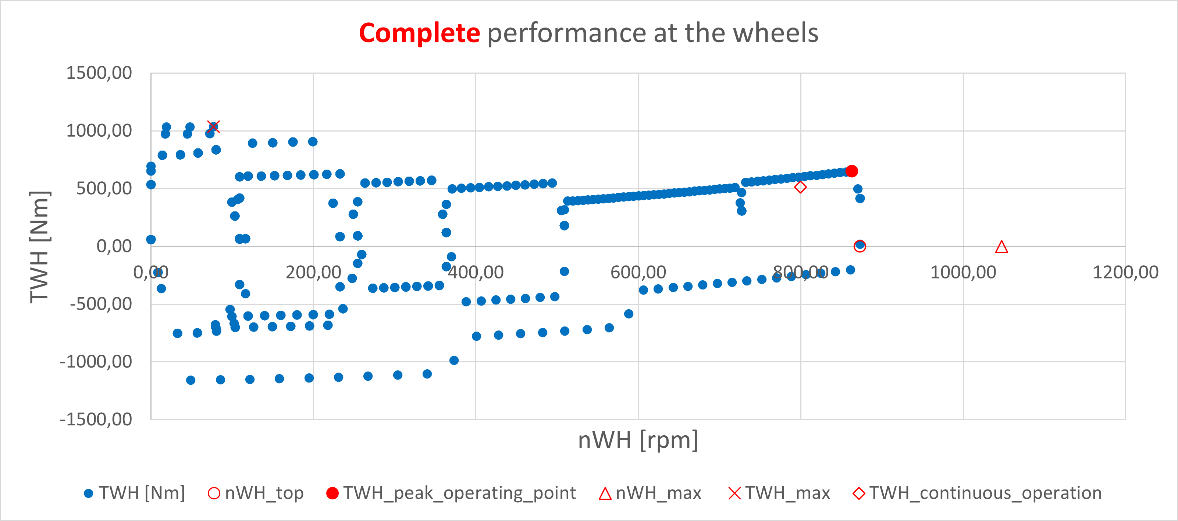 Complete performance at the wheels
1500,00
1000,00
500,00
0,00
-500,00
-1000,00
-1500,00
TWH [Nm]
0,00 200,00 400,00 600,00 800,00 1000,00 1200,00
nWH [rpm]
TWH [Nm] nWH_top TWH_peak_operating_point nWH_max TWH_max TWH_continuous_operation